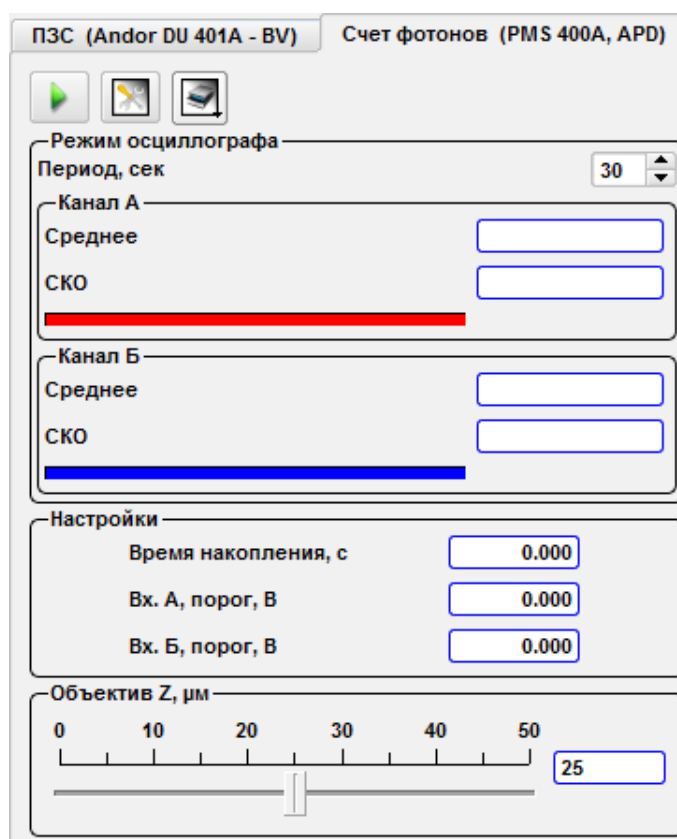 ПЗС (Andor DU 401A - BV) Счет фотонов (PMS 400A, APD)
Режим осциллографа
Период, сек 30
Канал А
Среднее
СКО
Канал Б
Среднее
СКО
Настройки
Время накопления, с 0.000
Вх. А, порог, В 0.000
Вх. Б, порог, В 0.000
Объектив Z, µм
0 10 20 30 40 50
25